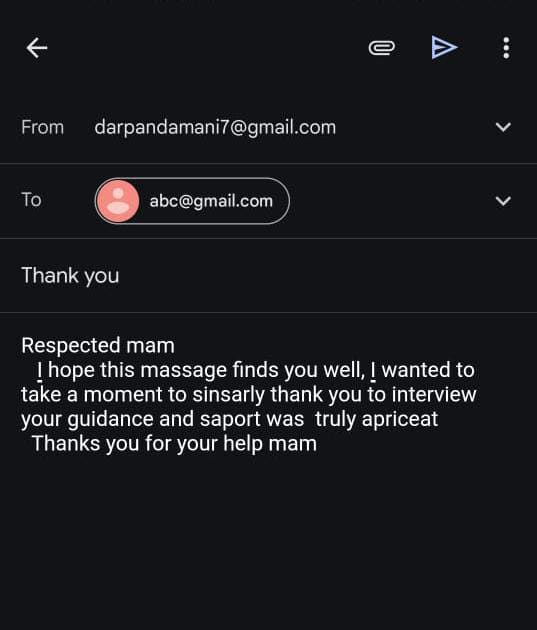 From darpandamani7@gmail.com
To abc@gmail.com
Thank you
Respected mam
I hope this massage finds you well, I wanted to
take a moment to sinsarly thank you to interview
your guidance and saport was truly apriceat
Thanks you for your help mam